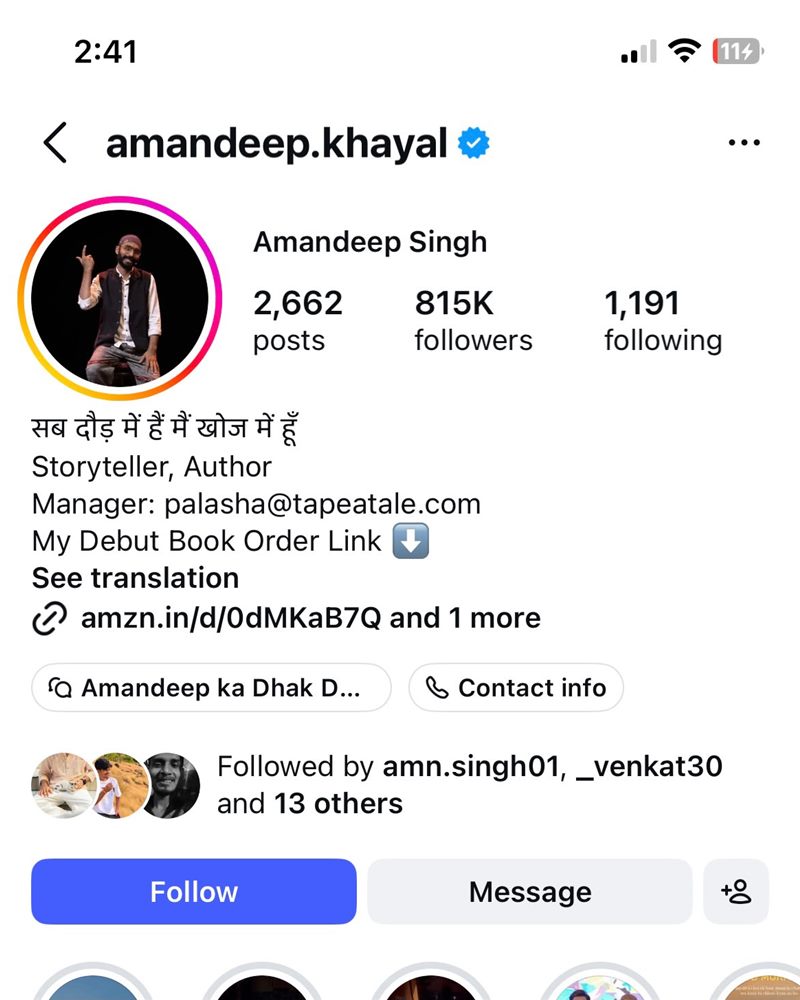 2:41
11
amandeep.khayal
Amandeep Singh
2,662 815K 1,191
posts followers following
सब दौड़ में हैं मैं खोज में हूँ
Storyteller, Author
Manager: palasha@tapeatale.com
My Debut Book Order Link ⬇️
See translation
amzn.in/d/0dMKaB7Q and 1 more
Amandeep ka Dhak D... Contact info
Followed by amn.singh01, _venkat30
and 13 others
Follow Message